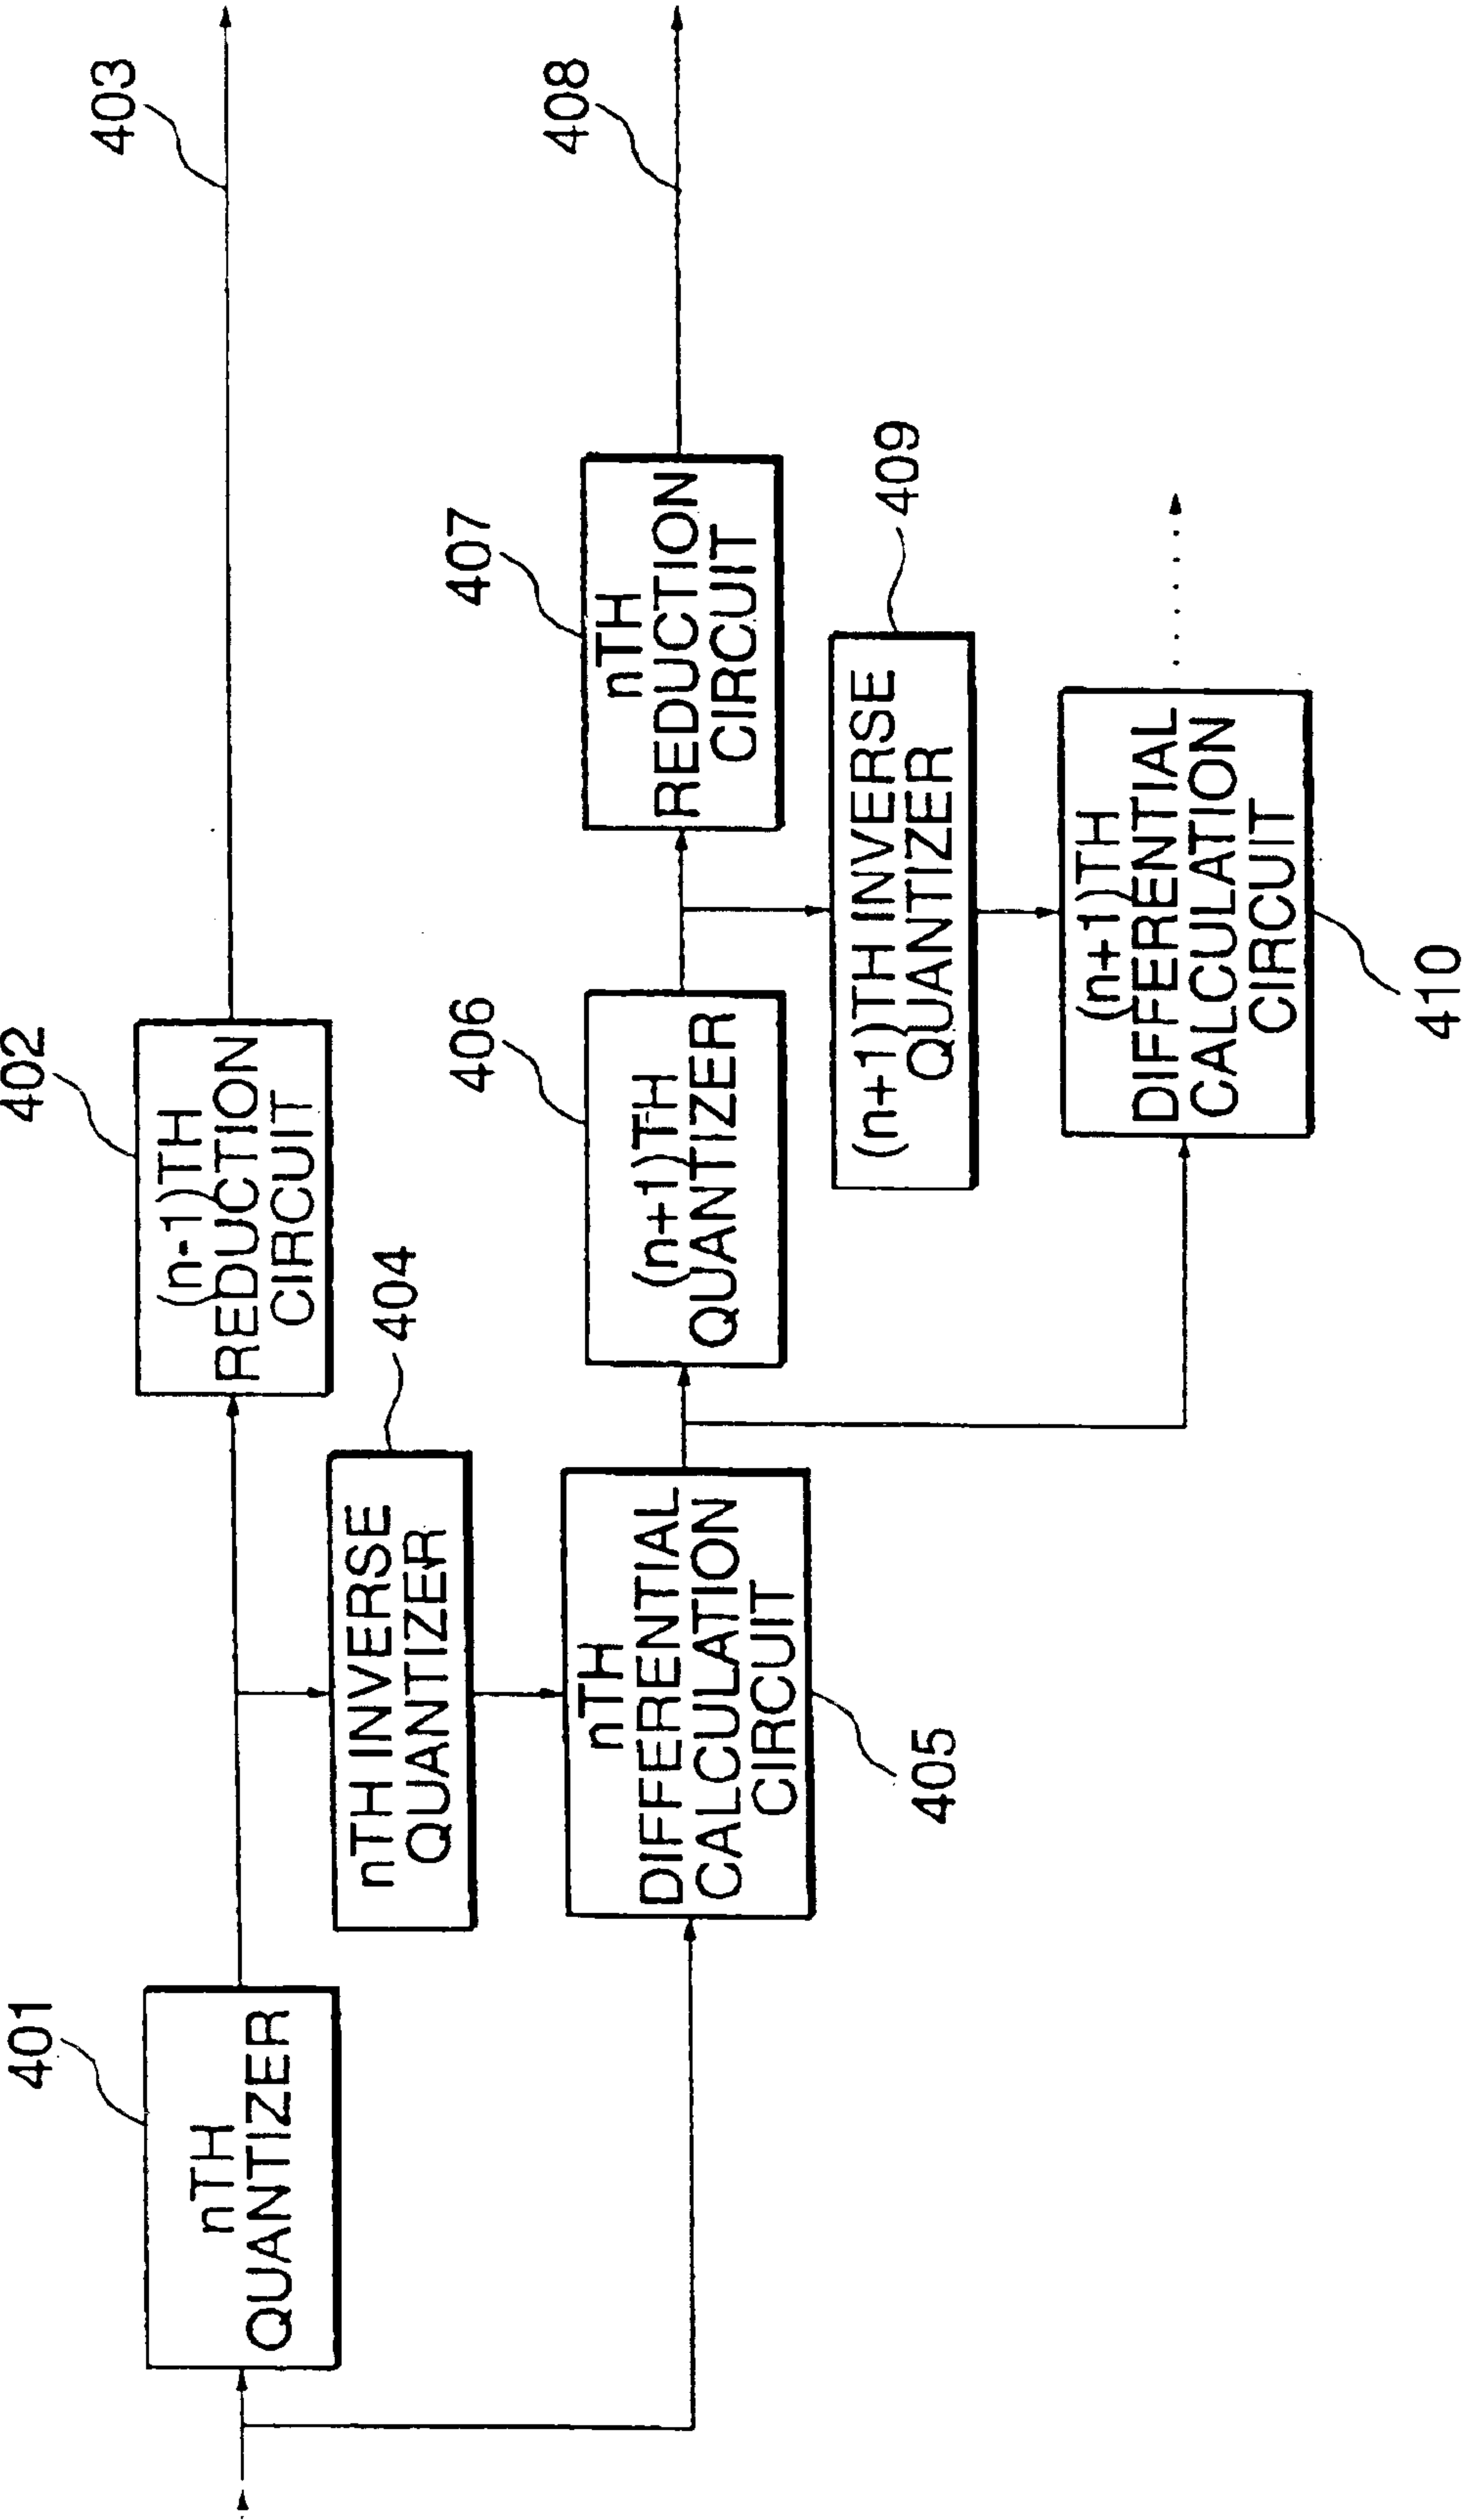 401
nTH
QUANTIZER
402
(n-1)TH
REDUCTION
CIRCUIT
403
404
nTH INVERSE
QUANTIZER
405
nTH
DIFFERENTIAL
CALCULATION
CIRCUIT
406
(n+1)TH
QUANTIZER
407
nTH
REDUCTION
CIRCUIT
408
409
(n+1)TH INVERSE
QUANTIZER
410
(n+1)TH
DIFFERENTIAL
CALCULATION
CIRCUIT